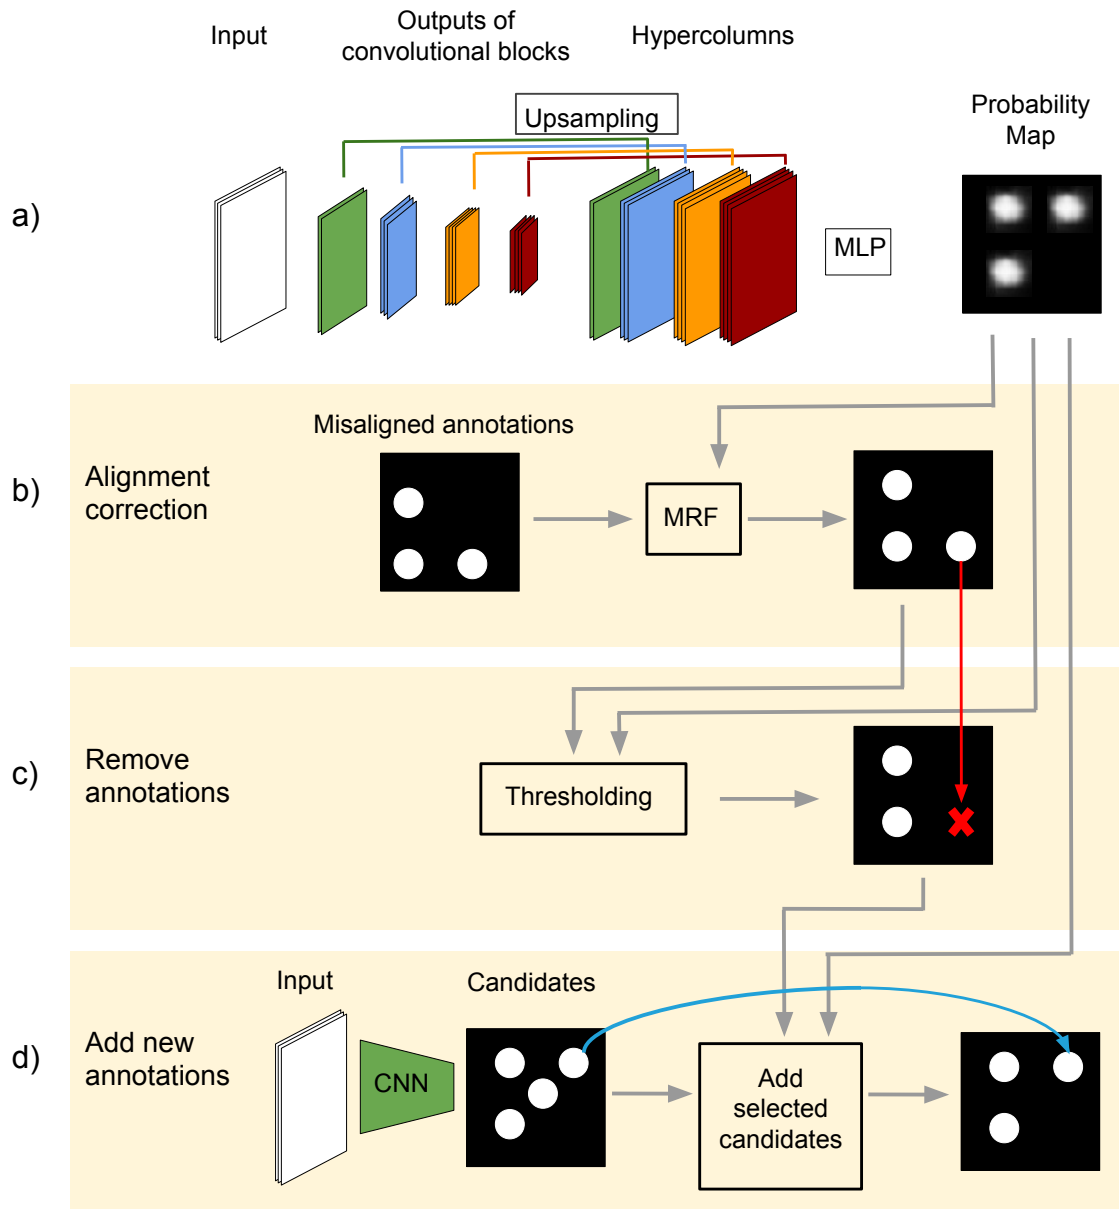 Input
Outputs of
convolutional blocks
Hypercolumns
Upsampling
Probability
Map
a)
MLP
Misaligned annotations
b)
Alignment
correction
MRF
c)
Remove
annotations
Thresholding
Input
Candidates
d)
Add new
annotations
CNN
Add
selected
candidates